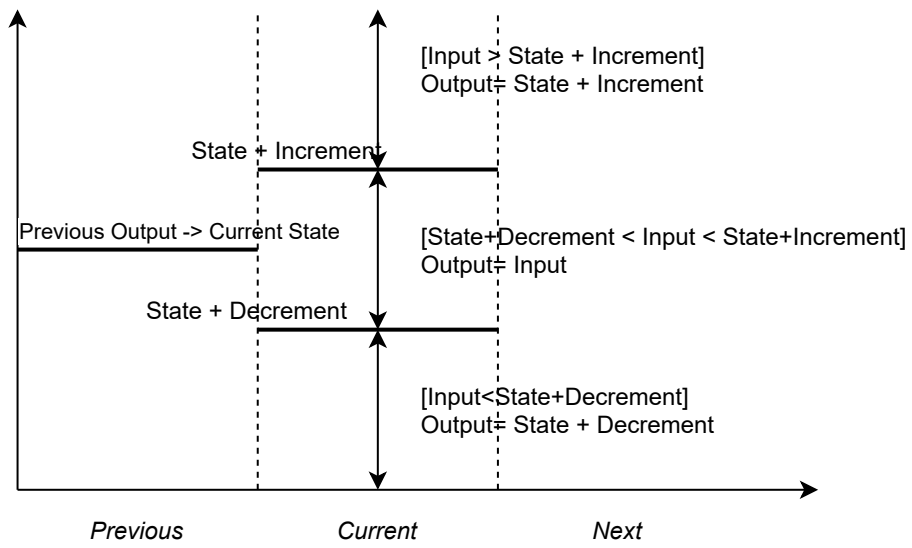 [Input > State + Increment]
Output= State + Increment
State + Increment
Previous Output -> Current State
[State+Decrement < Input < State+Increment]
Output= Input
State + Decrement
[Input<State+Decrement]
Output= State + Decrement
Previous
Current
Next